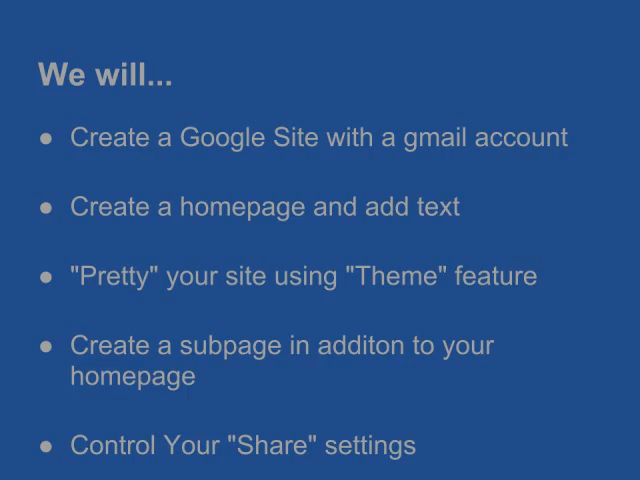 We will...
● Create a Google Site with a gmail account
● Create a homepage and add text
● "Pretty" your site using "Theme" feature
● Create a subpage in additon to your
homepage
● Control Your "Share" settings